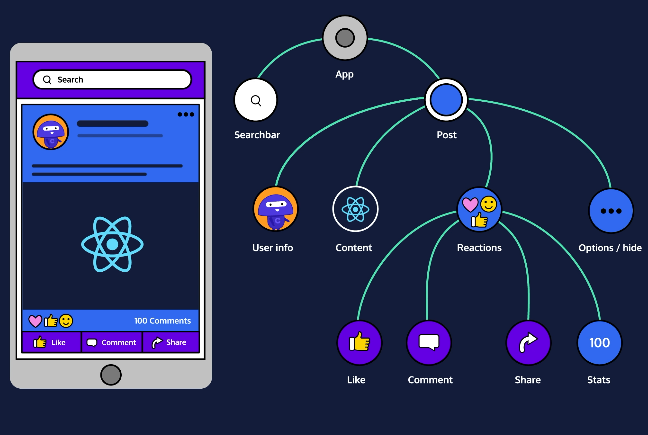 Search
100 Comments
Like
Comment
Share
App
Searchbar
Post
User info
Content
Reactions
Options / hide
100
Like
Comment
Share
Stats